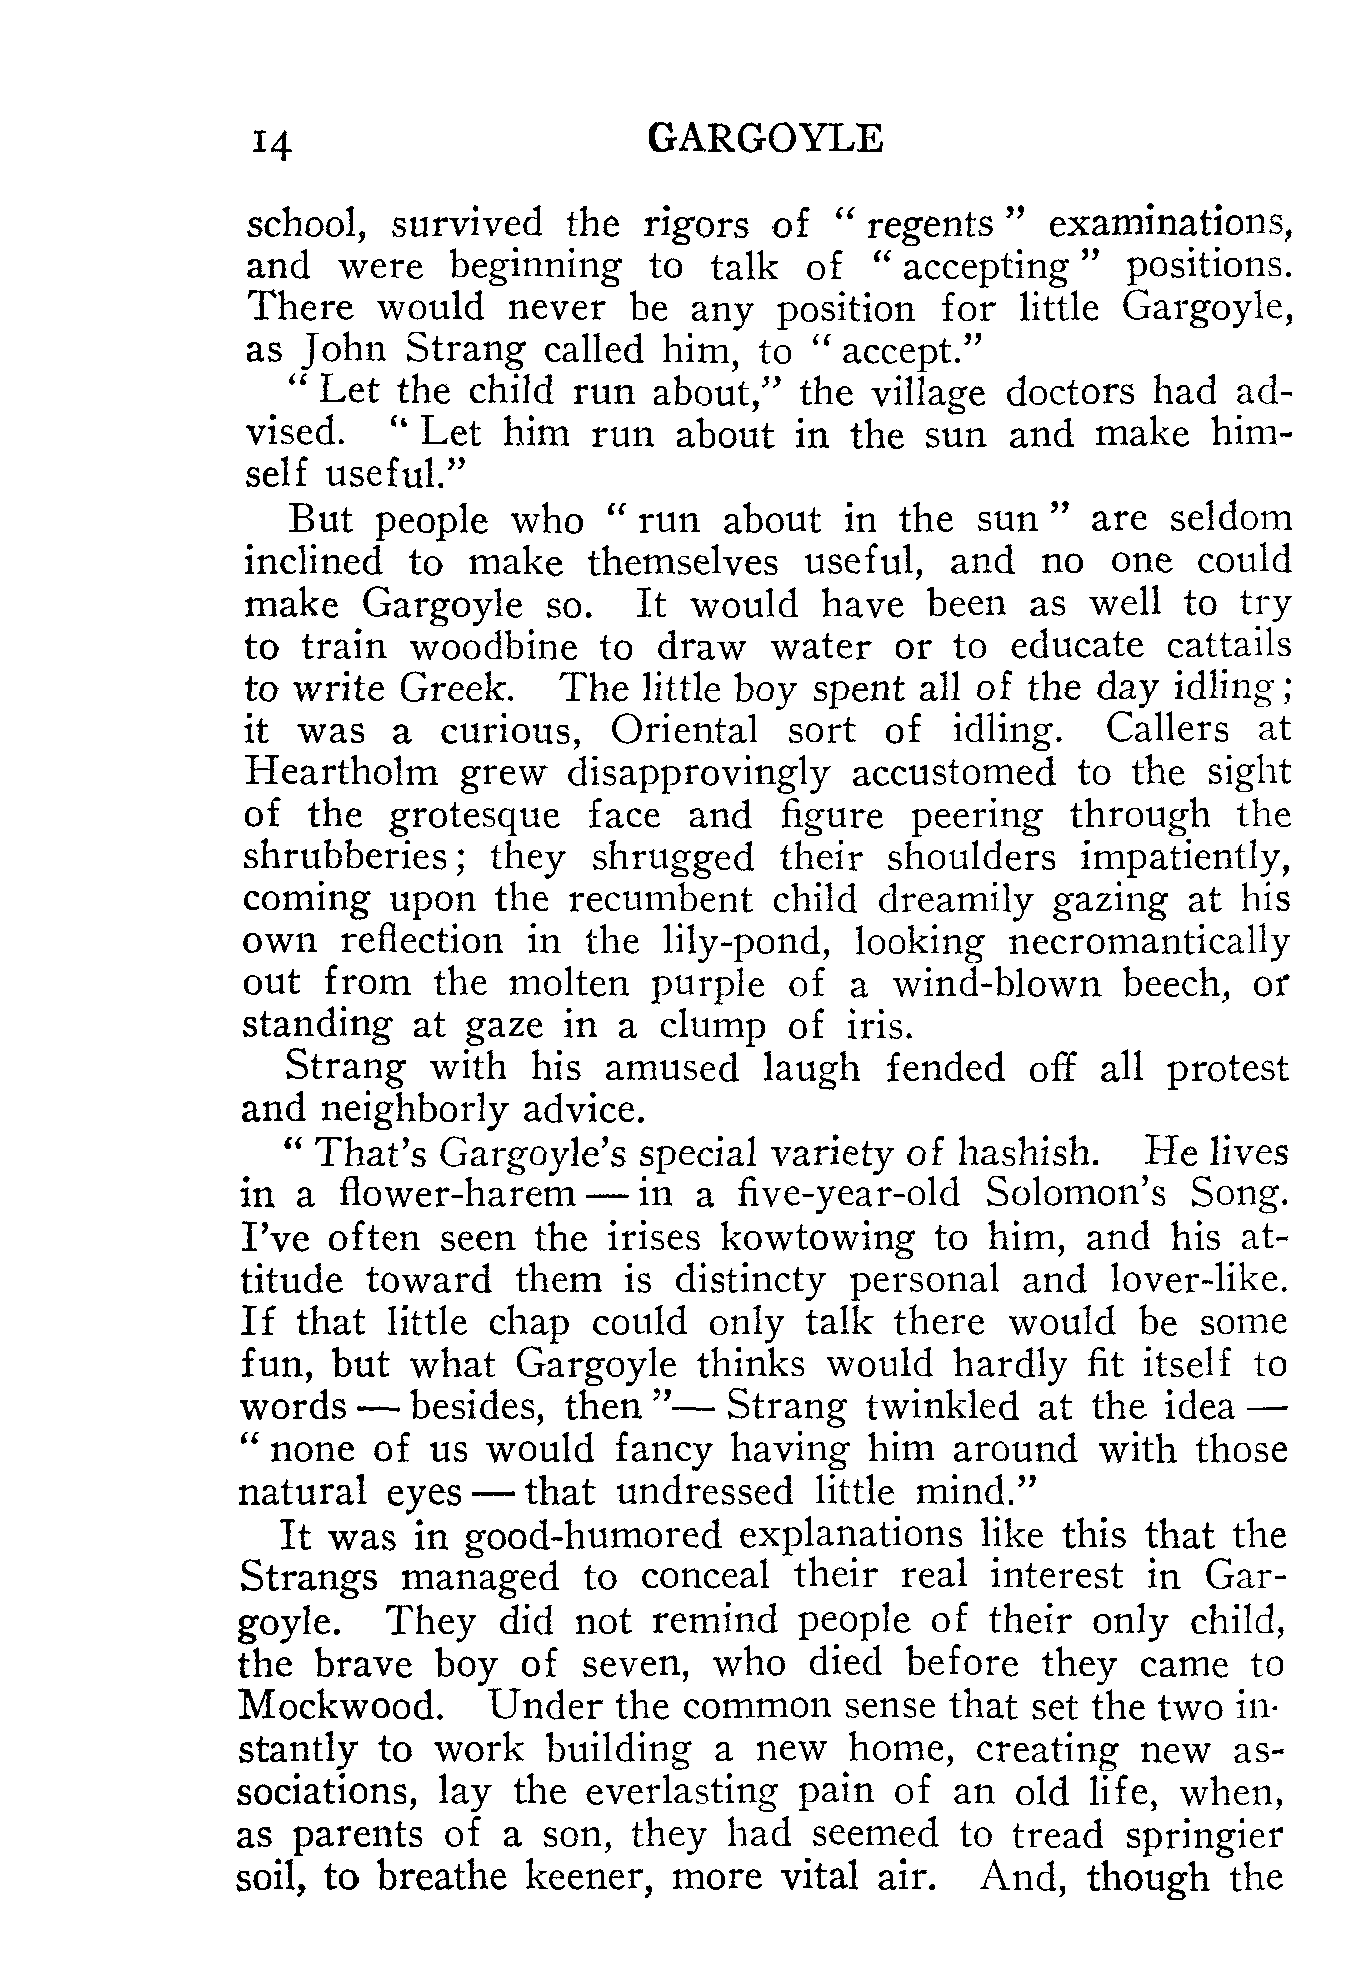 14 GARGOYLE
school, survived the rigors of “ regents ” examinations,
and were beginning to talk of “ accepting ” positions.
There would never be any position for little Gargoyle,
as John Strang called him, to “ accept.”
“ Let the child run about,” the village doctors had ad-
vised. “ Let him run about in the sun and make him-
self useful.”
But people who “ run about in the sun ” are seldom
inclined to make themselves useful, and no one could
make Gargoyle so. It would have been as well to try
to train woodbine to draw water or to educate cattails
to write Greek. The little boy spent all of the day idling;
it was a curious, Oriental sort of idling. Callers at
Heartholm grew disapprovingly accustomed to the sight
of the grotesque face and figure peering through the
shrubberies; they shrugged their shoulders impatiently,
coming upon the recumbent child dreamily gazing at his
own reflection in the lily-pond, looking necromantically
out from the molten purple of a wind-blown beech, or
standing at gaze in a clump of iris.
Strang with his amused laugh fended off all protest
and neighborly advice.
“ That’s Gargoyle’s special variety of hashish. He lives
in a flower-harem — in a five-year-old Solomon’s Song.
I’ve often seen the irises kowtowing to him, and his at-
titude toward them is distincty personal and lover-like.
If that little chap could only talk there would be some
fun, but what Gargoyle thinks would hardly fit itself to
words — besides, then ”— Strang twinkled at the idea —
“ none of us would fancy having him around with those
natural eyes — that undressed little mind.”
It was in good-humored explanations like this that the
Strangs managed to conceal their real interest in Gar-
goyle. They did not remind people of their only child,
the brave boy of seven, who died before they came to
Mockwood. Under the common sense that set the two in-
stantly to work building a new home, creating new as-
sociations, lay the everlasting pain of an old life, when,
as parents of a son, they had seemed to tread springier
soil, to breathe keener, more vital air. And, though the